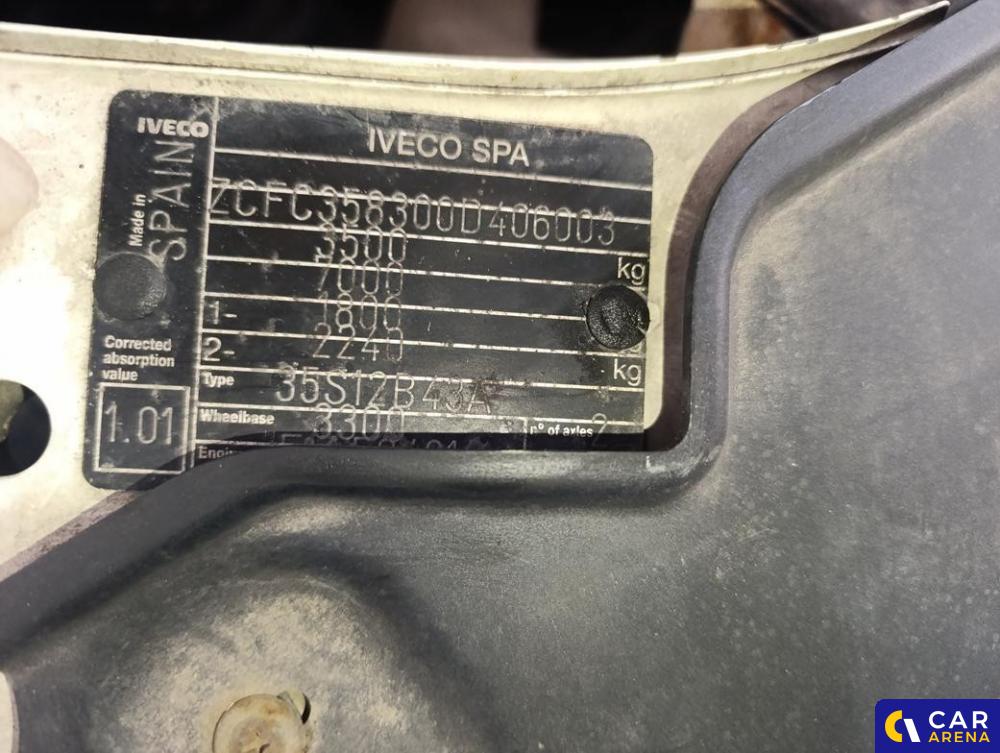 IVECO
IVECO SPA
Made in
SPAIN
ZCFC358300D406003
3500
7000
kg
1- 1800
2- 2240
kg
Corrected
absorption
value
1.01
Type 35S12B43A
Wheelbase 3300 n° of axles 2
CAR
ARENA